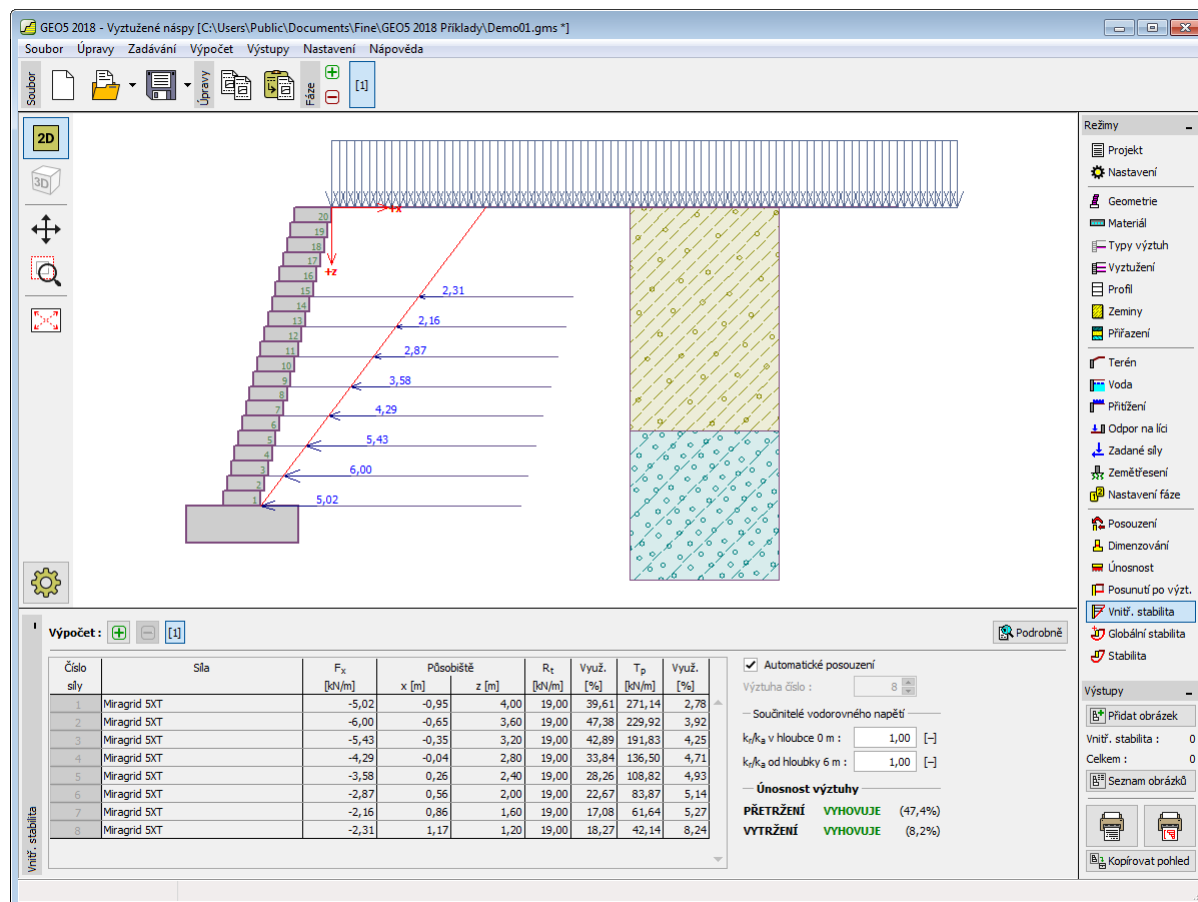 GEO5 2018 - Vyztužené náspy [C:\Users\Public\Documents\Fine\GEO5 2018 Příklady\Demo01.gms *]
Soubor Úpravy Zadávání Výpočet Výstupy Nastavení Nápověda
Soubor Úpravy Fáze [1]
2D
3D
+x
+z
20
19
18
17
16
15
14
13
12
11
10
9
8
7
6
5
4
3
2
1
2,31
2,16
2,87
3,58
4,29
5,43
6,00
5,02
Režimy
Projekt
Nastavení
Geometrie
Materiál
Typy výztuh
Vyztužení
Profil
Zeminy
Přiřazení
Terén
Voda
Přitížení
Odpor na líci
Zadané síly
Zemětřesení
Nastavení fáze
Posouzení
Dimenzování
Únosnost
Posunutí po výzt.
Vnitř. stabilita
Globální stabilita
Stabilita
Výstupy
Přidat obrázek
Vnitř. stabilita : 0
Celkem : 0
Seznam obrázků
Kopírovat pohled
Vnitř. stabilita
Výpočet : [1]
Podrobně
Číslo Síla Fx Působiště Rt Využ. Tp Využ.
síly [kN/m] x [m] z [m] [kN/m] [%] [kN/m] [%]
1 Miragrid 5XT -5,02 -0,95 4,00 19,00 39,61 271,14 2,78
2 Miragrid 5XT -6,00 -0,65 3,60 19,00 47,38 229,92 3,92
3 Miragrid 5XT -5,43 -0,35 3,20 19,00 42,89 191,83 4,25
4 Miragrid 5XT -4,29 -0,04 2,80 19,00 33,84 136,50 4,71
5 Miragrid 5XT -3,58 0,26 2,40 19,00 28,26 108,82 4,93
6 Miragrid 5XT -2,87 0,56 2,00 19,00 22,67 83,87 5,14
7 Miragrid 5XT -2,16 0,86 1,60 19,00 17,08 61,64 5,27
8 Miragrid 5XT -2,31 1,17 1,20 19,00 18,27 42,14 8,24
Automatické posouzení
Výztuha číslo : 8
Součinitelé vodorovného napětí
kr/ka v hloubce 0 m : 1,00 [–]
kr/ka od hloubky 6 m : 1,00 [–]
Únosnost výztuhy
PŘETRŽENÍ VYHOVUJE (47,4%)
VYTRŽENÍ VYHOVUJE (8,2%)